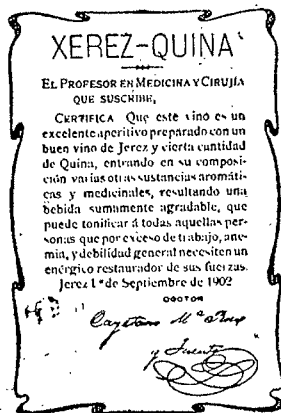 XEREZ-QUINA
EL PROFESOR EN MEDICINA Y CIRUJÍA
QUE SUSCRIBE,
CERTIFICA Que este vino es un
excelente aperitivo preparado con un
buen vino de Jerez y cierta cantidad
de Quina, entrando en su composi-
ción varias otras sustancias aromáti-
cas y medicinales, resultando una
bebida sumamente agradable, que
puede tonificar á todas aquellas per-
sonas que por exceso de trabajo, ane-
mia, y debilidad general necesiten un
enérgico restaurador de sus fuerzas.
Jerez 1º de Septiembre de 1902
DOCTOR
Cayetano Mª
y